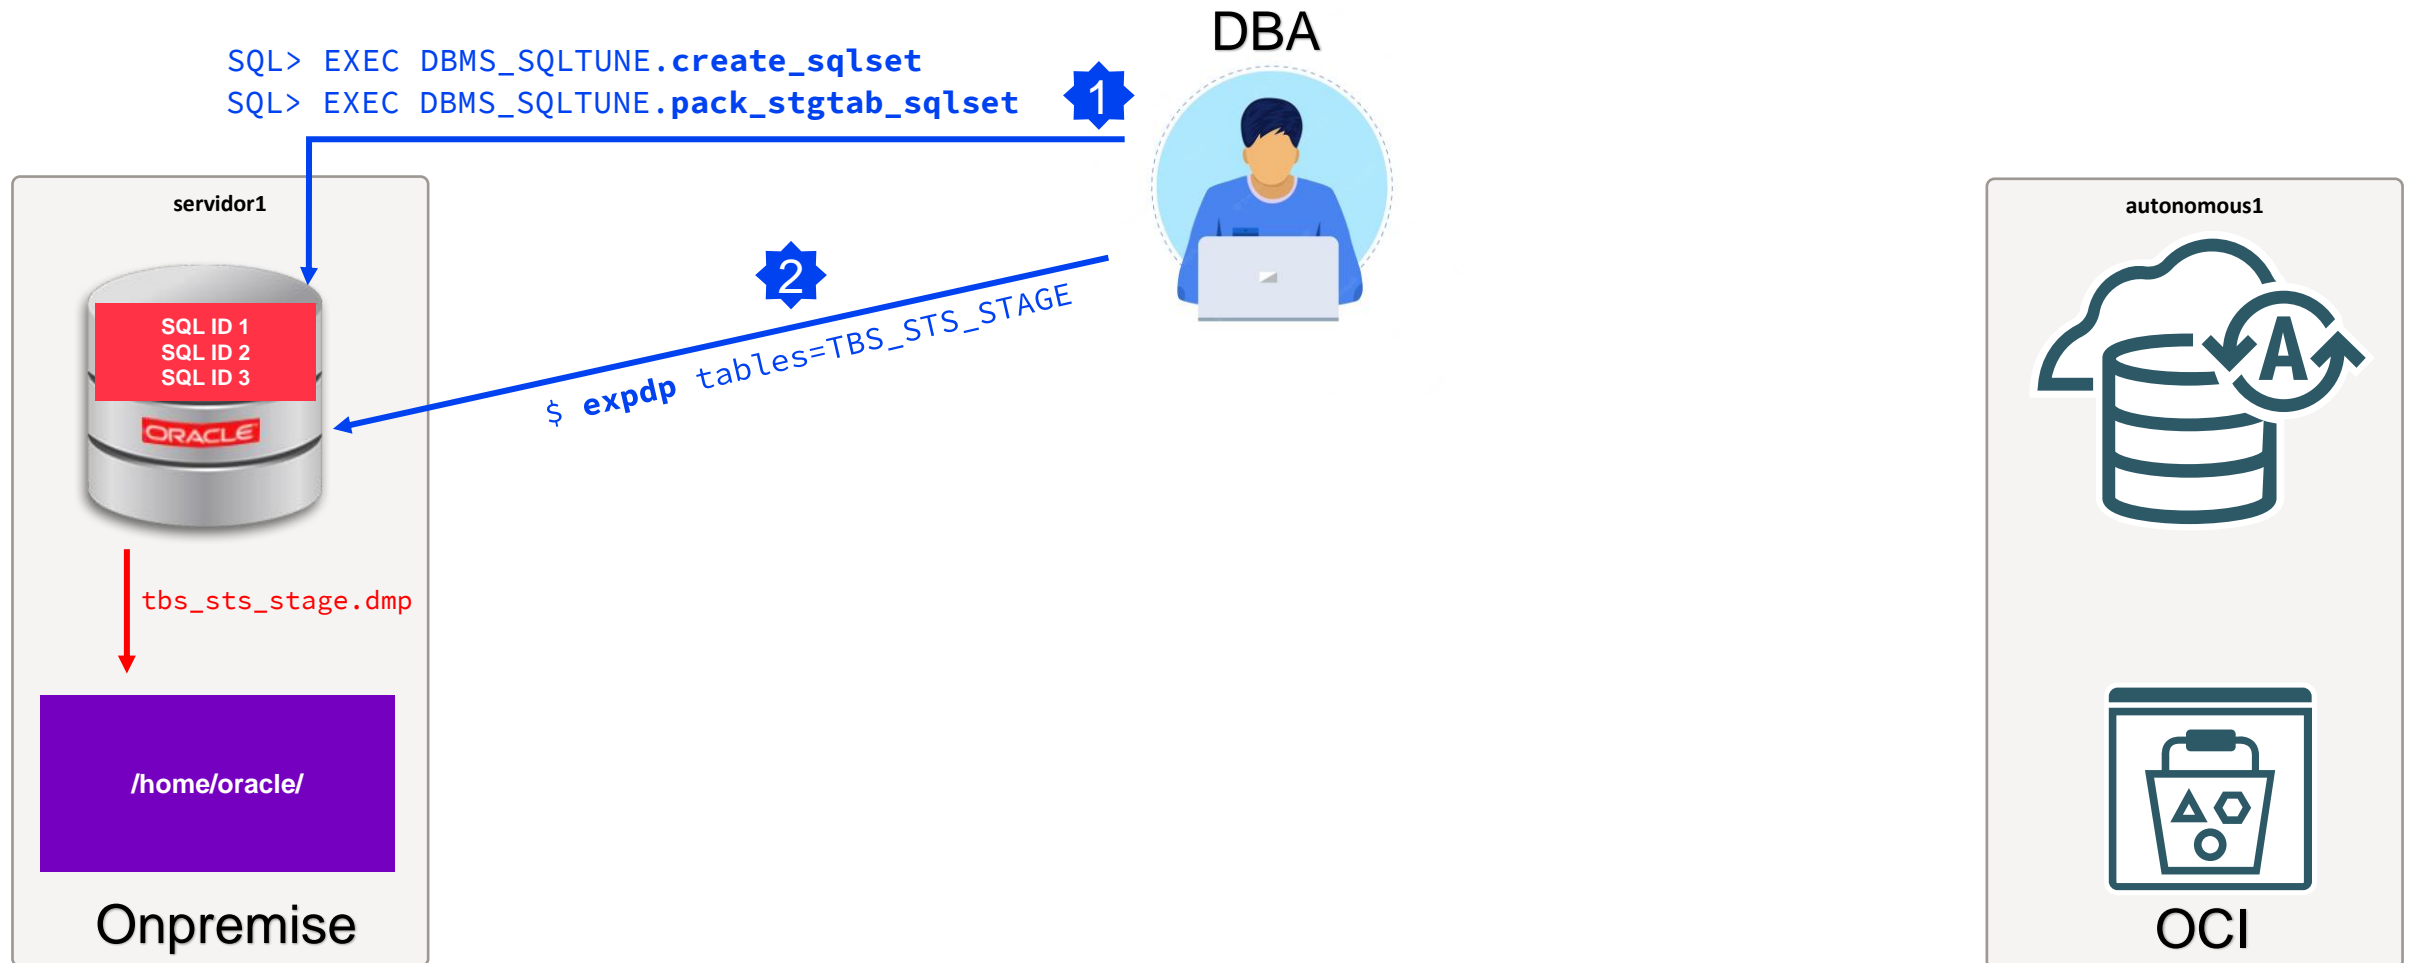 DBA
SQL> EXEC DBMS_SQLTUNE.create_sqlset
SQL> EXEC DBMS_SQLTUNE.pack_stgtab_sqlset
1
servidor1
autonomous1
2
$ expdp tables=TBS_STS_STAGE
SQL ID 1
SQL ID 2
SQL ID 3
ORACLE
A
tbs_sts_stage.dmp
/home/oracle/
Onpremise
OCI